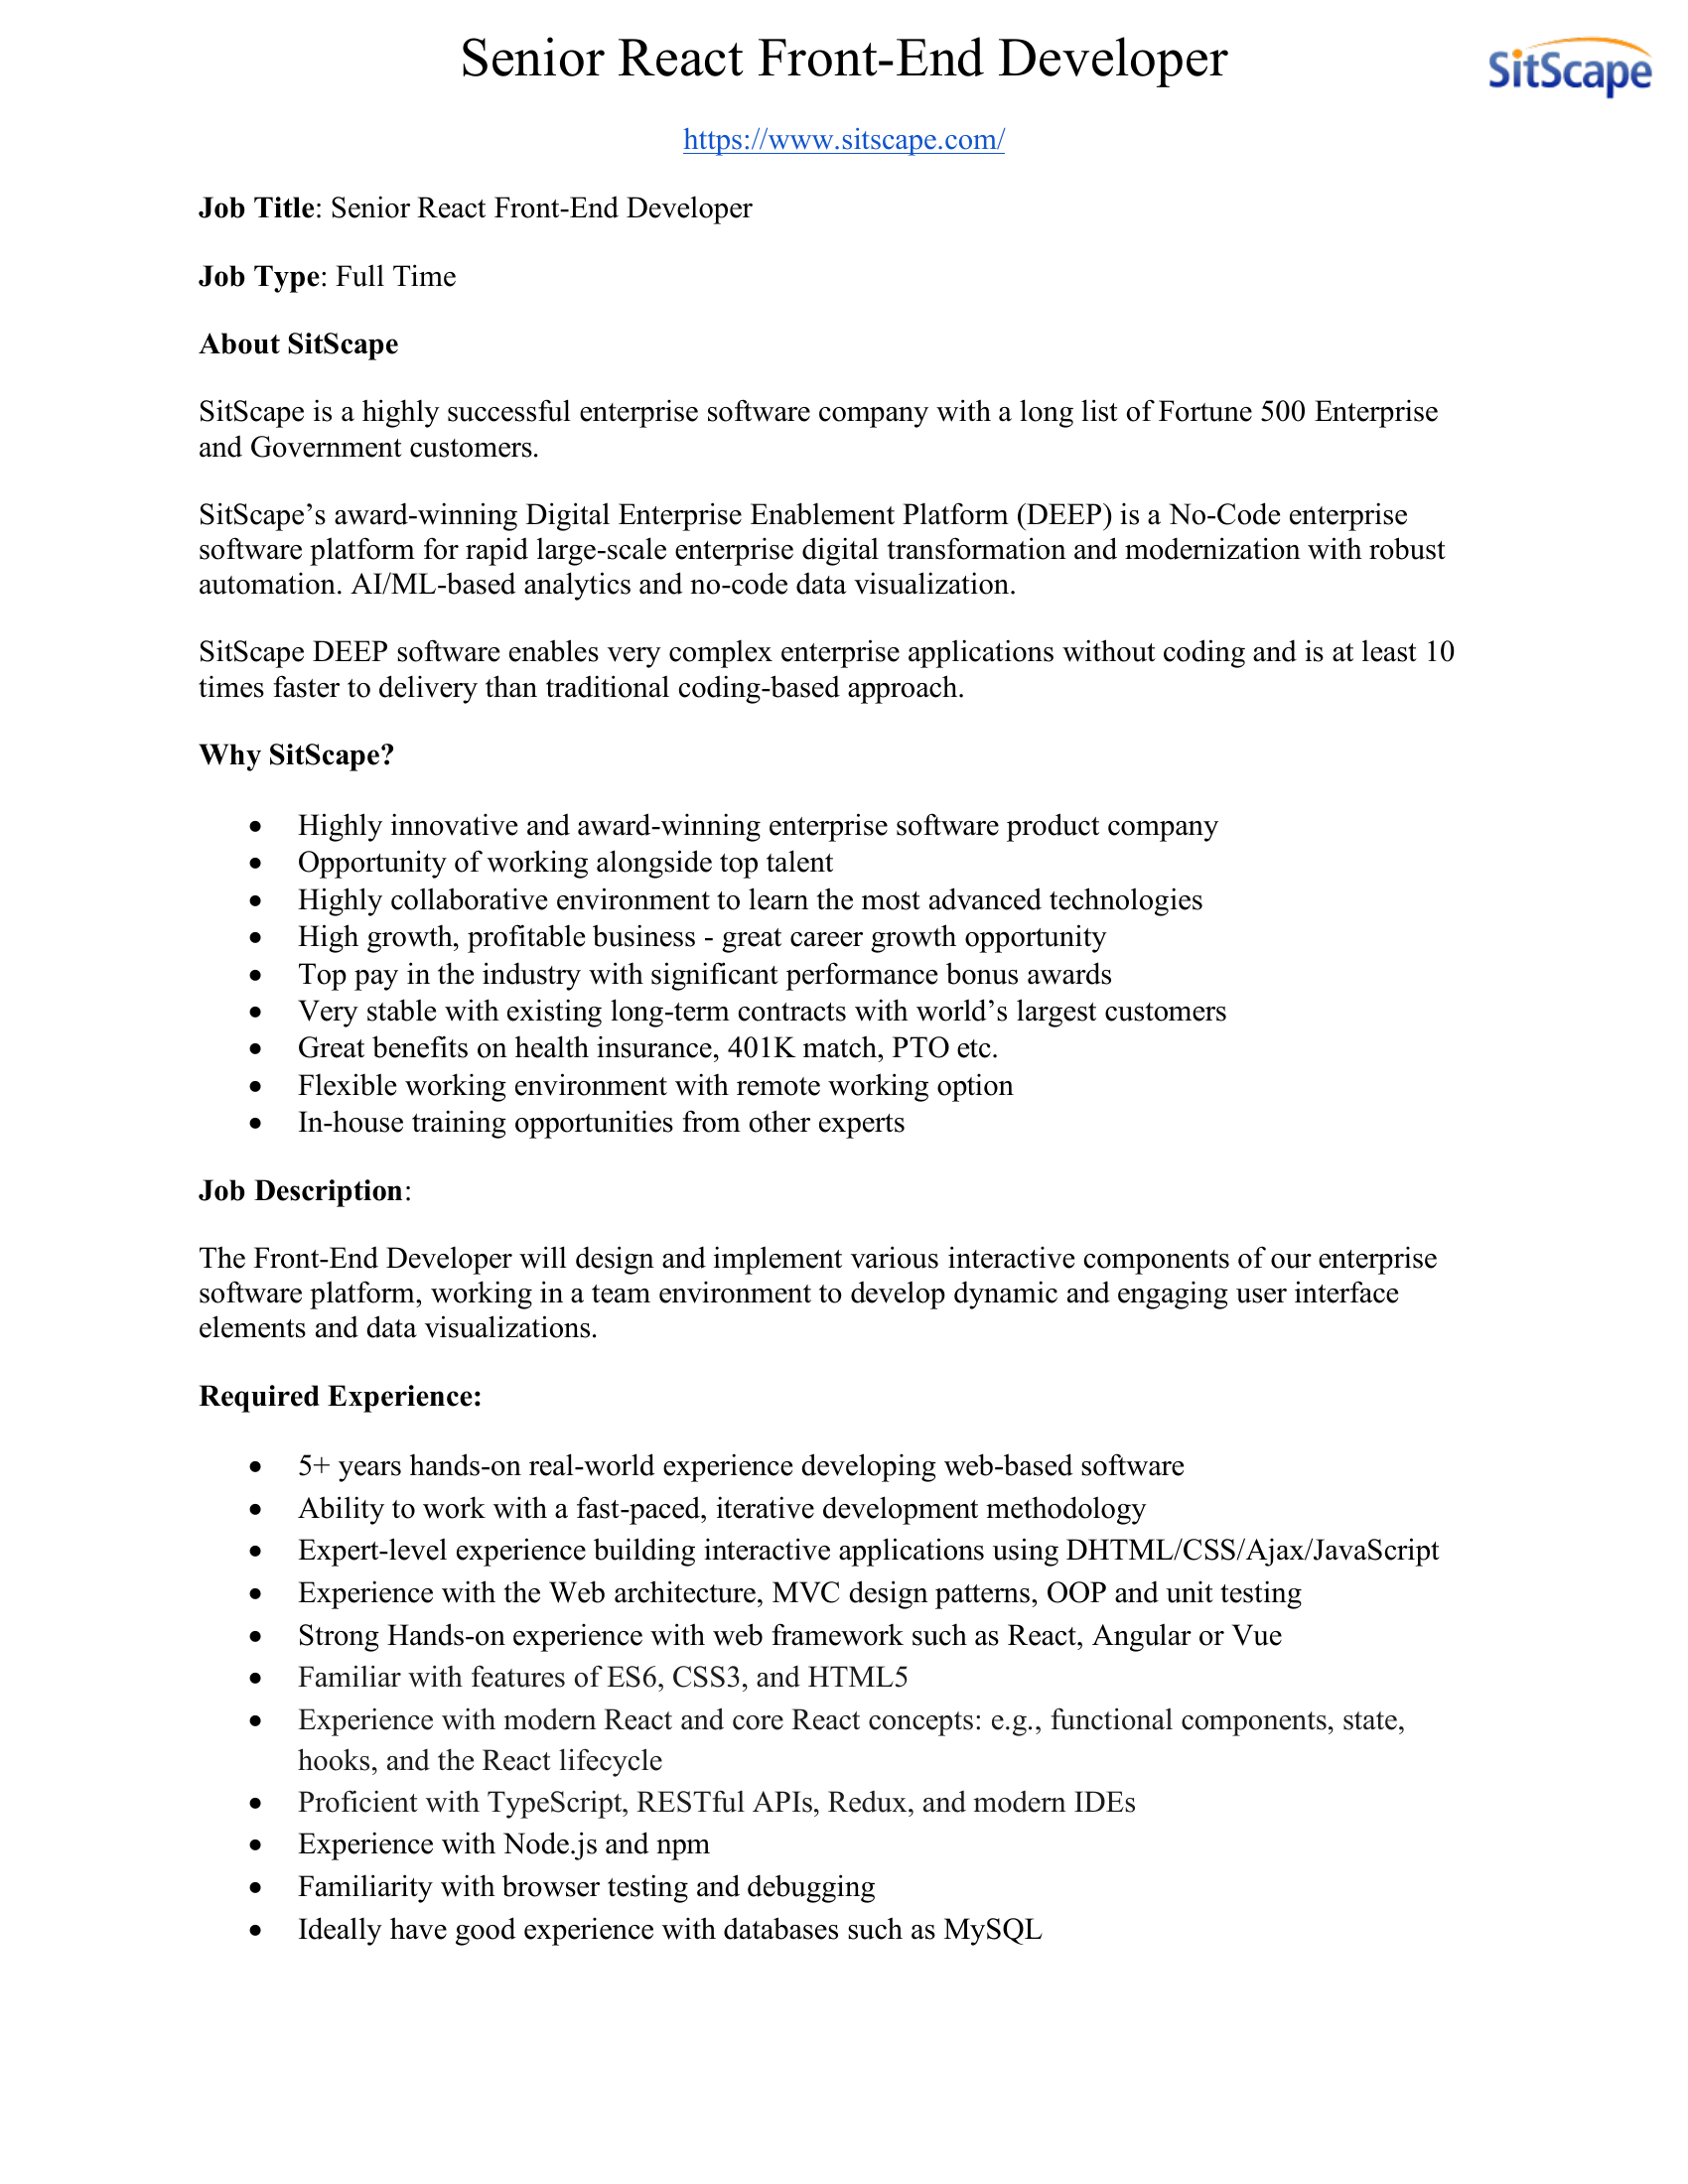 Senior React Front-End Developer
SitScape
https://www.sitscape.com/
Job Title: Senior React Front-End Developer
Job Type: Full Time
About SitScape
SitScape is a highly successful enterprise software company with a long list of Fortune 500 Enterprise
and Government customers.
SitScape’s award-winning Digital Enterprise Enablement Platform (DEEP) is a No-Code enterprise
software platform for rapid large-scale enterprise digital transformation and modernization with robust
automation. AI/ML-based analytics and no-code data visualization.
SitScape DEEP software enables very complex enterprise applications without coding and is at least 10
times faster to delivery than traditional coding-based approach.
Why SitScape?
• Highly innovative and award-winning enterprise software product company
• Opportunity of working alongside top talent
• Highly collaborative environment to learn the most advanced technologies
• High growth, profitable business - great career growth opportunity
• Top pay in the industry with significant performance bonus awards
• Very stable with existing long-term contracts with world’s largest customers
• Great benefits on health insurance, 401K match, PTO etc.
• Flexible working environment with remote working option
• In-house training opportunities from other experts
Job Description:
The Front-End Developer will design and implement various interactive components of our enterprise
software platform, working in a team environment to develop dynamic and engaging user interface
elements and data visualizations.
Required Experience:
• 5+ years hands-on real-world experience developing web-based software
• Ability to work with a fast-paced, iterative development methodology
• Expert-level experience building interactive applications using DHTML/CSS/Ajax/JavaScript
• Experience with the Web architecture, MVC design patterns, OOP and unit testing
• Strong Hands-on experience with web framework such as React, Angular or Vue
• Familiar with features of ES6, CSS3, and HTML5
• Experience with modern React and core React concepts: e.g., functional components, state,
hooks, and the React lifecycle
• Proficient with TypeScript, RESTful APIs, Redux, and modern IDEs
• Experience with Node.js and npm
• Familiarity with browser testing and debugging
• Ideally have good experience with databases such as MySQL